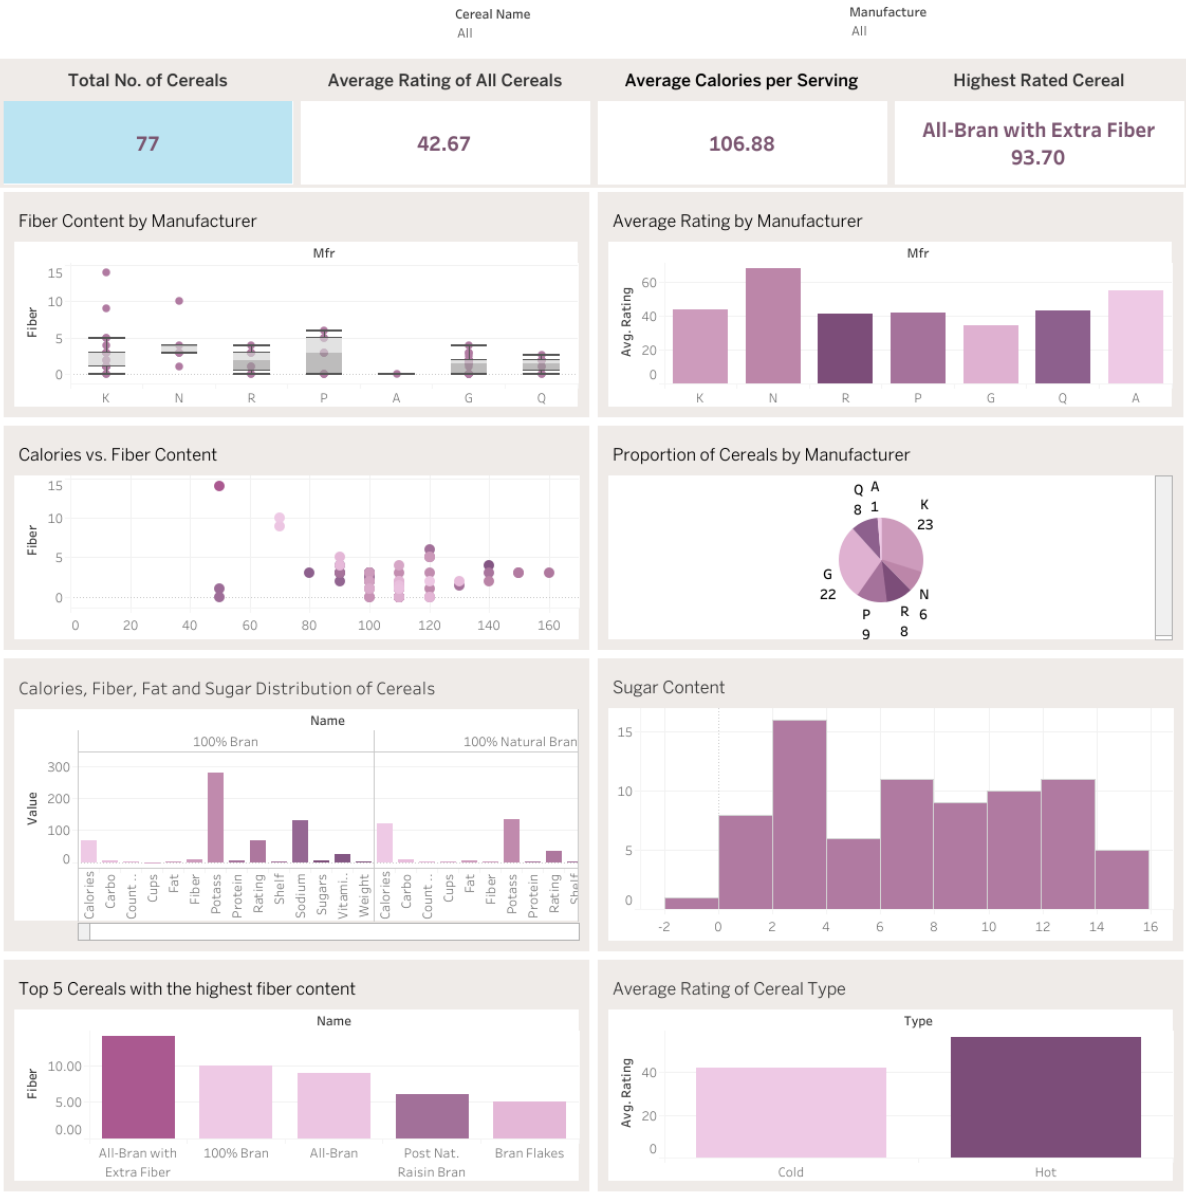 Cereal Name
All
Manufacture
All
Total No. of Cereals
77
Average Rating of All Cereals
42.67
Average Calories per Serving
106.88
Highest Rated Cereal
All-Bran with Extra Fiber
93.70
Fiber Content by Manufacturer
Mfr
Fiber
15
10
5
0
K N R P A G Q
Average Rating by Manufacturer
Mfr
Avg. Rating
60
40
20
0
K N R P G Q A
Calories vs. Fiber Content
Fiber
15
10
5
0
0 20 40 60 80 100 120 140 160
Proportion of Cereals by Manufacturer
Q
8
A
1
K
23
G
22
N
6
P
9
R
8
Calories, Fiber, Fat and Sugar Distribution of Cereals
Name
100% Bran 100% Natural Bran
Value
300
200
100
0
Calories
Carbo
Count ..
Cups
Fat
Fiber
Potass
Protein
Rating
Shelf
Sodium
Sugars
Vitami..
Weight
Calories
Carbo
Count ..
Cups
Fat
Fiber
Potass
Protein
Rating
Shelf
Sugar Content
15
10
5
0
-2 0 2 4 6 8 10 12 14 16
Top 5 Cereals with the highest fiber content
Name
Fiber
10.00
5.00
0.00
All-Bran with
Extra Fiber
100% Bran
All-Bran
Post Nat.
Raisin Bran
Bran Flakes
Average Rating of Cereal Type
Type
Avg. Rating
40
20
0
Cold Hot